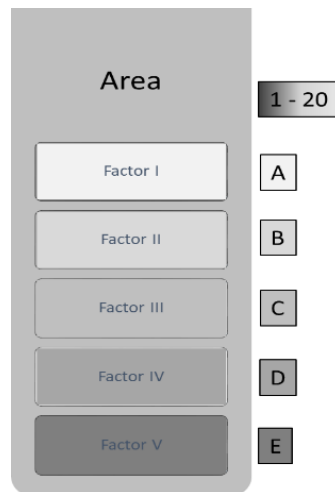 Area
1 - 20
Factor I
A
Factor II
B
Factor III
C
Factor IV
D
Factor V
E